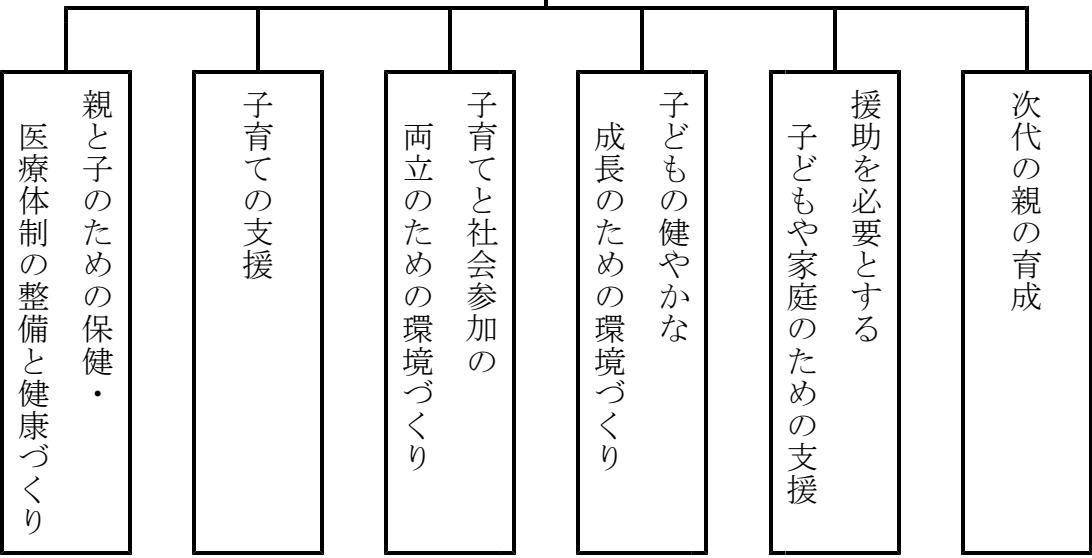 次代の親の育成
援助を必要とする
子どもや家庭のための支援
子どもの健やかな
成長のための環境づくり
子育てと社会参加の
両立のための環境づくり
子育ての支援
親と子のための保健・
医療体制の整備と健康づくり